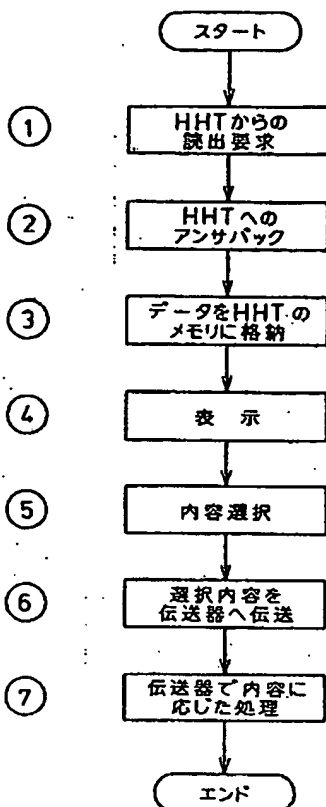 スタート
① HHTからの
読出要求
② HHTへの
アンサバック
③ データをHHTの
メモリに格納
④ 表 示
⑤ 内容選択
⑥ 選択内容を
伝送器へ伝送
⑦ 伝送器で内容に
応じた処理
エンド